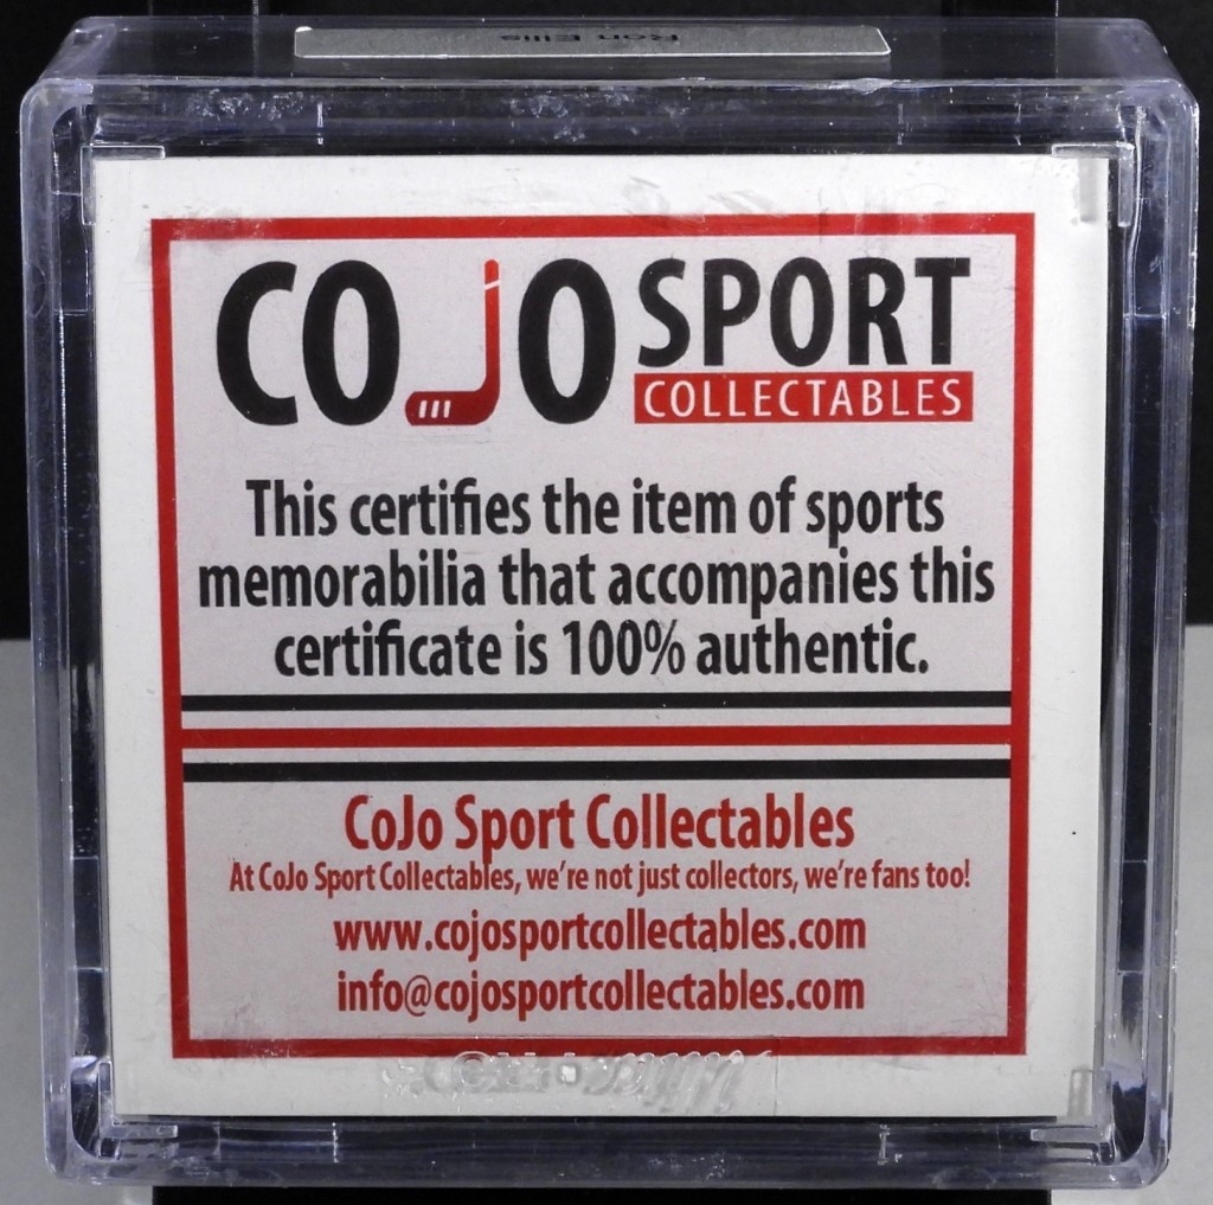 Ron Ellis
COJO SPORT
COLLECTABLES
This certifies the item of sports
memorabilia that accompanies this
certificate is 100% authentic.
CoJo Sport Collectables
At CoJo Sport Collectables, we're not just collectors, we're fans too!
www.cojosportcollectables.com
info@cojosportcollectables.com